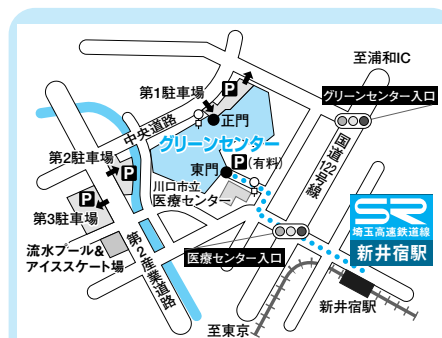 至浦和IC
第1駐車場
P
グリーンセンター入口
中央道路
正門
グリーンセンター
第2駐車場
P
東門
P(有料)
国道122号線
川口市立
医療センター
P
第3駐車場
SR
埼玉高速鉄道線
新井宿駅
流水プール&
アイススケート場
第2産業道路
医療センター入口
新井宿駅
至東京